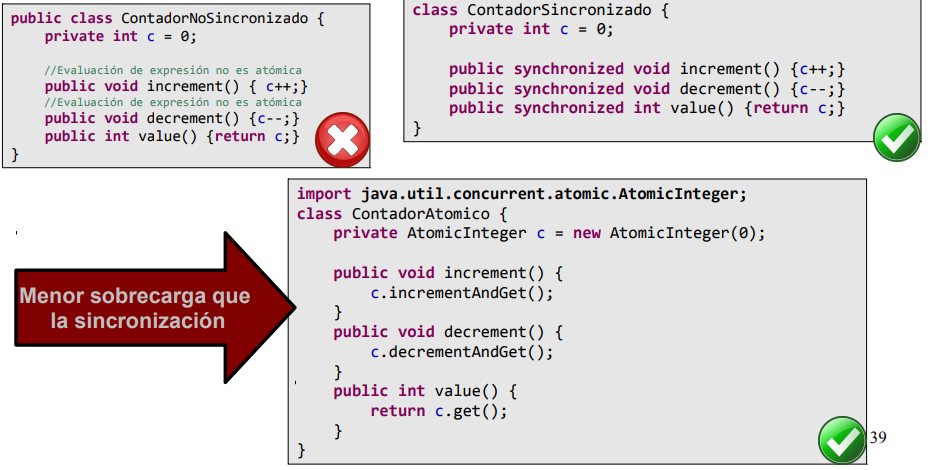 public class ContadorNoSincronizado {
private int c = 0;
//Evaluación de expresión no es atómica
public void increment() { c++;}
//Evaluación de expresión no es atómica
public void decrement() {c--;}
public int value() {return c;}
}
class ContadorSincronizado {
private int c = 0;
public synchronized void increment() {c++;}
public synchronized void decrement() {c--;}
public synchronized int value() {return c;}
}
Menor sobrecarga que
la sincronización
import java.util.concurrent.atomic.AtomicInteger;
class ContadorAtomico {
private AtomicInteger c = new AtomicInteger(0);
public void increment() {
c.incrementAndGet();
}
public void decrement() {
c.decrementAndGet();
}
public int value() {
return c.get();
}
}
39